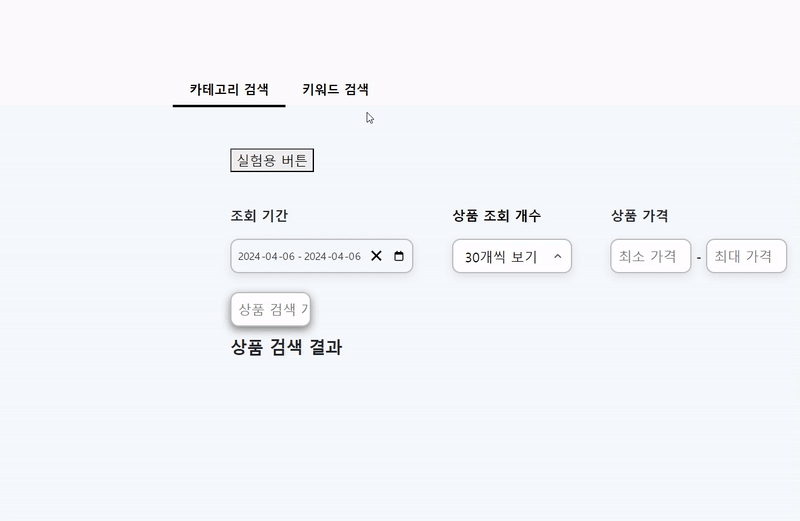 카테고리 검색 키워드 검색
실험용 버튼
조회 기간 상품 조회 개수 상품 가격
2024-04-06 - 2024-04-06 30개씩 보기 최소 가격 - 최대 가격
상품 검색
상품 검색 결과